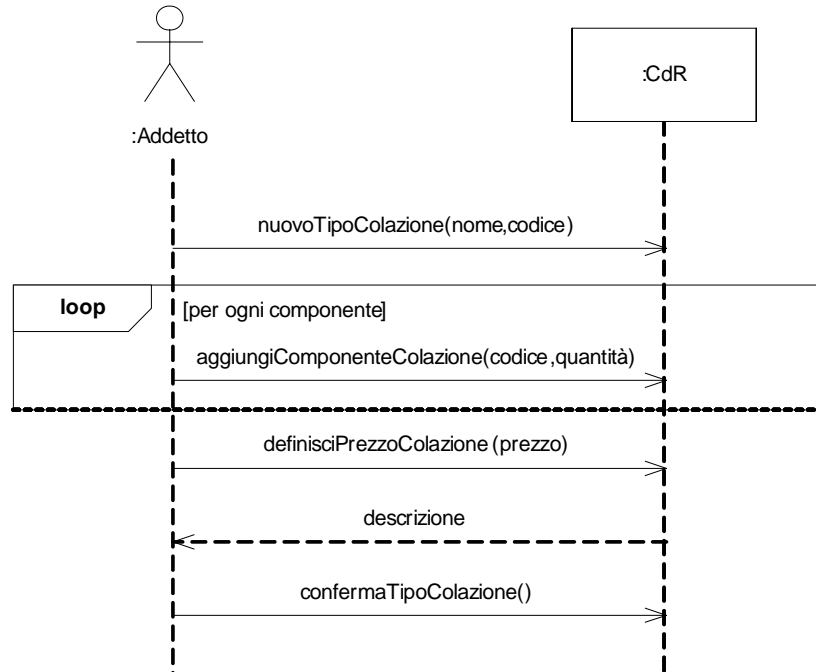 :Addetto
:CdR
nuovoTipoColazione(nome,codice)
loop
[per ogni componente]
aggiungiComponenteColazione(codice,quantità)
definisciPrezzoColazione(prezzo)
descrizione
confermaTipoColazione()